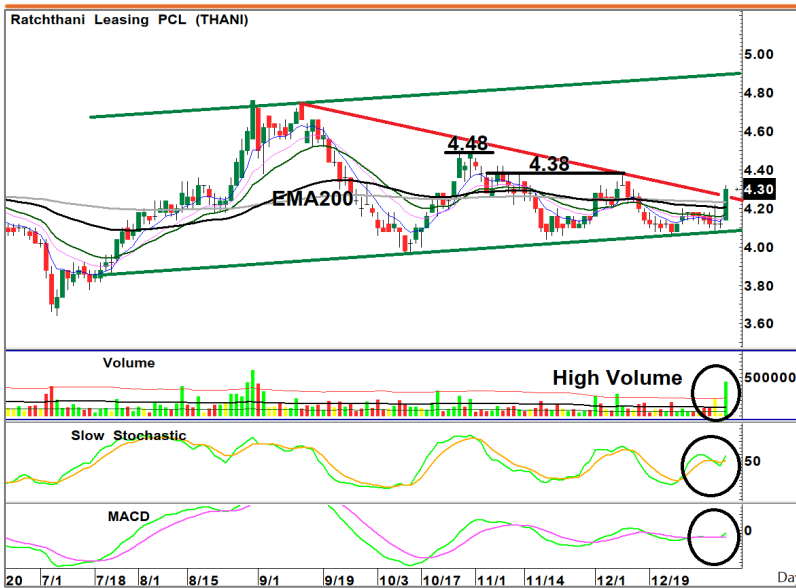 Ratchthani Leasing PCL (THANI)
5.00
4.80
4.60
4.48
4.38
4.40
4.30
EMA200
4.20
4.00
3.80
3.60
Volume
High Volume
500000
Slow Stochastic
50
MACD
0
20 7/1 7/18 8/1 8/15 9/1 9/19 10/3 10/17 11/1 11/14 12/1 12/19 Da